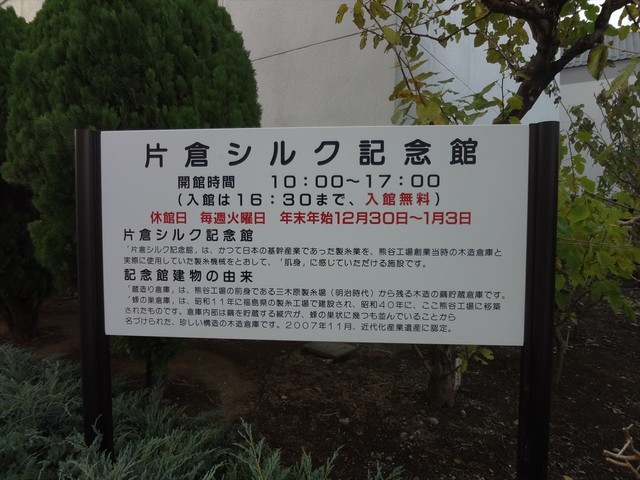 片倉シルク記念館
開館時間　10:00〜17:00
（入館は16:30まで、入館無料）
休館日　毎週火曜日　年末年始12月30日〜1月3日
片倉シルク記念館
「片倉シルク記念館」は、かつて日本の基幹産業であった製糸業を、熊谷工場創業当時の木造倉庫と
実際に使用していた製糸機械をとおして、「肌身」に感じていただける施設です。
記念館建物の由来
「蔵造り倉庫」は、熊谷工場の前身である三木原製糸場（明治時代）から残る木造の繭貯蔵倉庫です。
「蜂の巣倉庫」は、昭和11年に福島県の製糸工場で建設され、昭和40年に、ここ熊谷工場に移築
されたものです。倉庫内部は繭を貯蔵する縦穴が、蜂の巣状に幾つも並んでいることから
名づけられた、珍しい構造の木造倉庫です。2007年11月、近代化産業遺産に認定。